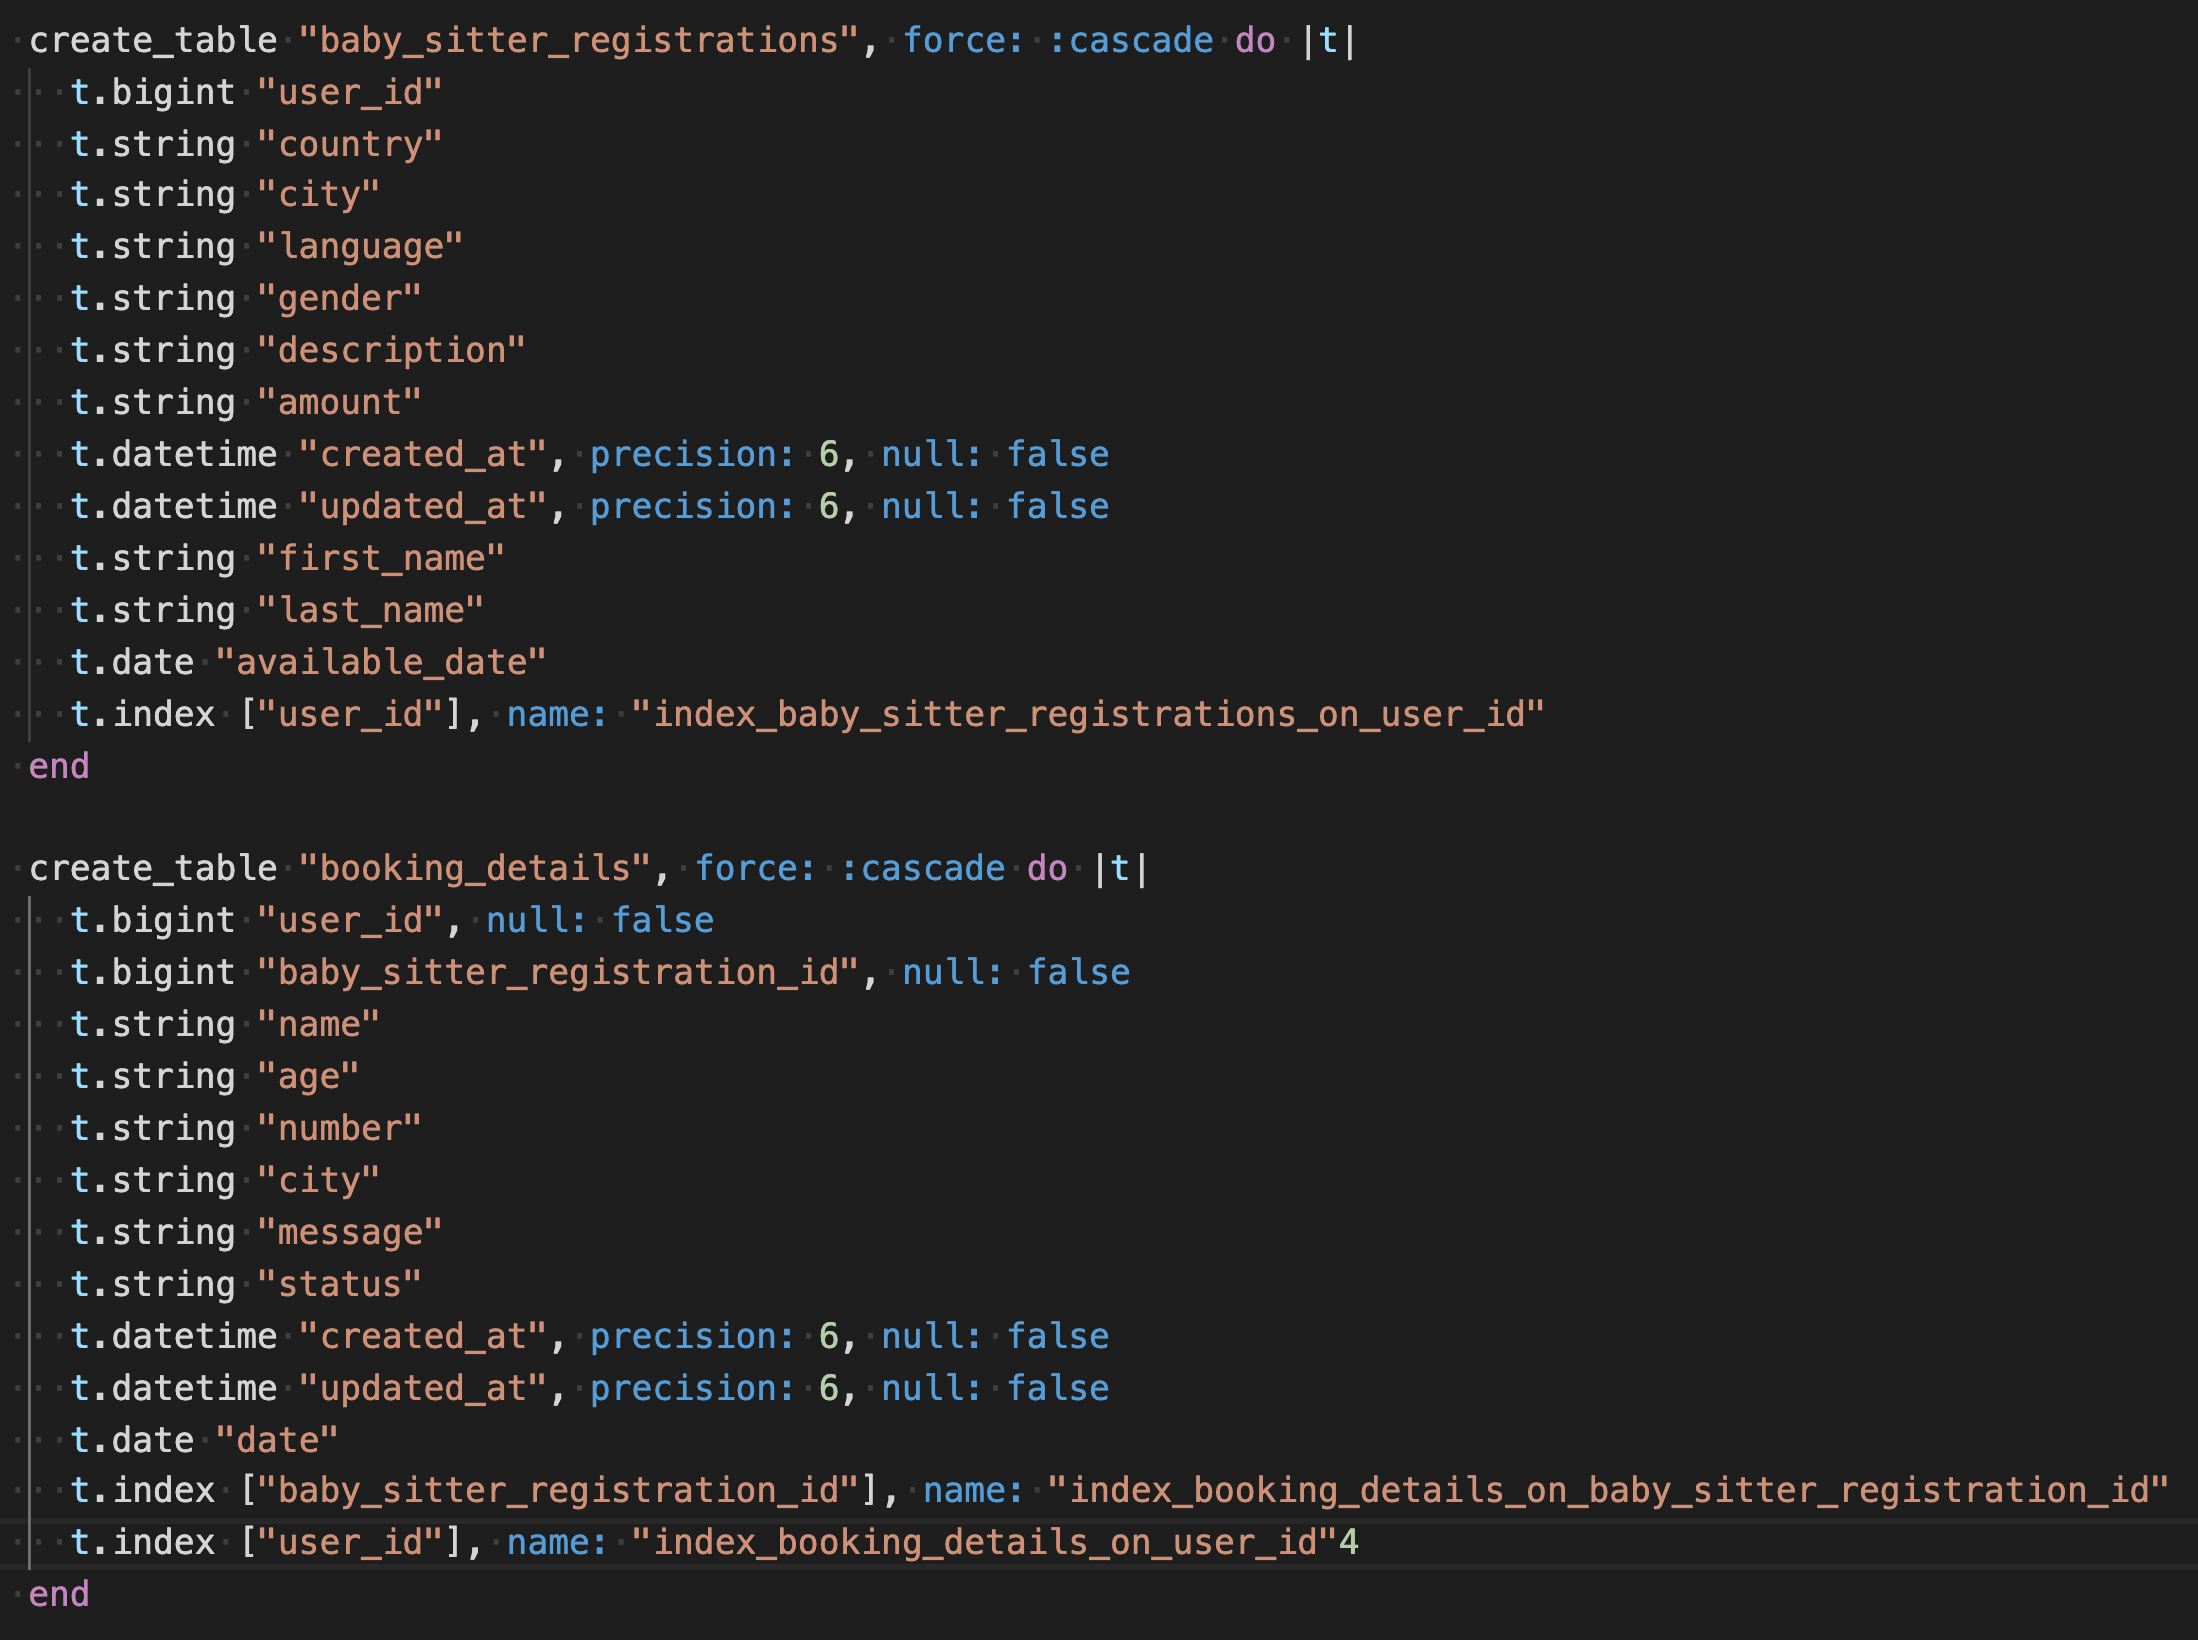 create_table "baby_sitter_registrations", force: :cascade do |t|
t.bigint "user_id"
t.string "country"
t.string "city"
t.string "language"
t.string "gender"
t.string "description"
t.string "amount"
t.datetime "created_at", precision: 6, null: false
t.datetime "updated_at", precision: 6, null: false
t.string "first_name"
t.string "last_name"
t.date "available_date"
t.index ["user_id"], name: "index_baby_sitter_registrations_on_user_id"
end
create_table "booking_details", force: :cascade do |t|
t.bigint "user_id", null: false
t.bigint "baby_sitter_registration_id", null: false
t.string "name"
t.string "age"
t.string "number"
t.string "city"
t.string "message"
t.string "status"
t.datetime "created_at", precision: 6, null: false
t.datetime "updated_at", precision: 6, null: false
t.date "date"
t.index ["baby_sitter_registration_id"], name: "index_booking_details_on_baby_sitter_registration_id"
t.index ["user_id"], name: "index_booking_details_on_user_id"4
end